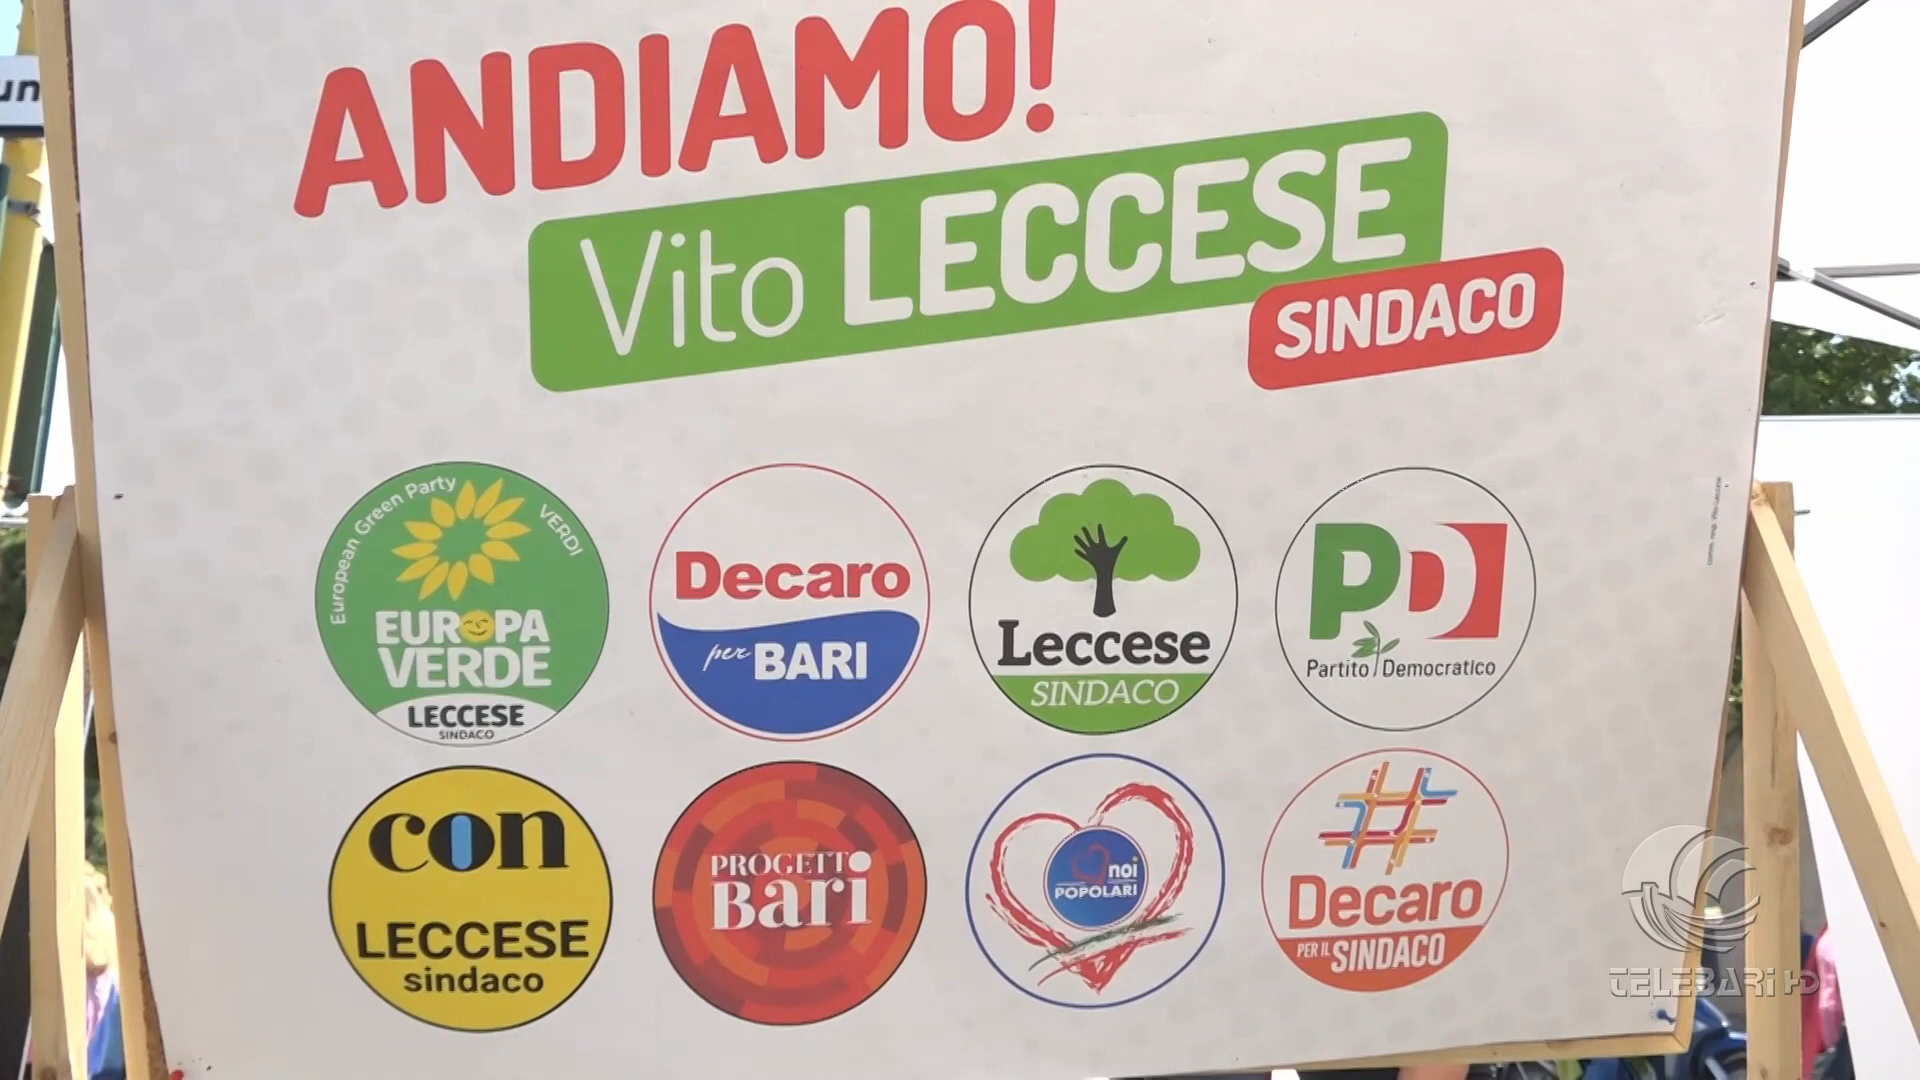 un
ANDIAMO!
Vito LECCESE
SINDACO
European Green Party VERDI
EUROPA
VERDE
LECCESE
SINDACO
Decaro
per BARI
Leccese
SINDACO
PD
Partito Democratico
con
LECCESE
sindaco
PROGETTO
Bari
noi
POPOLARI
#
Decaro
PER IL SINDACO
TELEBARI HD